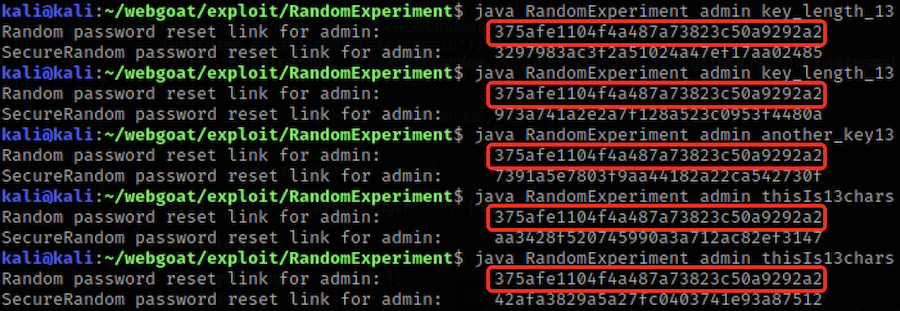 kali@kali:~/webgoat/exploit/RandomExperiment$ java RandomExperiment admin key_length_13
Random password reset link for admin: 375afe1104f4a487a73823c50a9292a2
SecureRandom password reset link for admin: 3297983ac3f2a51024a47ef17aa02485
kali@kali:~/webgoat/exploit/RandomExperiment$ java RandomExperiment admin key_length_13
Random password reset link for admin: 375afe1104f4a487a73823c50a9292a2
SecureRandom password reset link for admin: 973a741a2e2a7f128a523c0953f4480a
kali@kali:~/webgoat/exploit/RandomExperiment$ java RandomExperiment admin another_key13
Random password reset link for admin: 375afe1104f4a487a73823c50a9292a2
SecureRandom password reset link for admin: 7391a5e7803f9aa44182a22ca542730f
kali@kali:~/webgoat/exploit/RandomExperiment$ java RandomExperiment admin thisIs13chars
Random password reset link for admin: 375afe1104f4a487a73823c50a9292a2
SecureRandom password reset link for admin: aa3428f520745990a3a712ac82ef3147
kali@kali:~/webgoat/exploit/RandomExperiment$ java RandomExperiment admin thisIs13chars
Random password reset link for admin: 375afe1104f4a487a73823c50a9292a2
SecureRandom password reset link for admin: 42afa3829a5a27fc0403741e93a87512